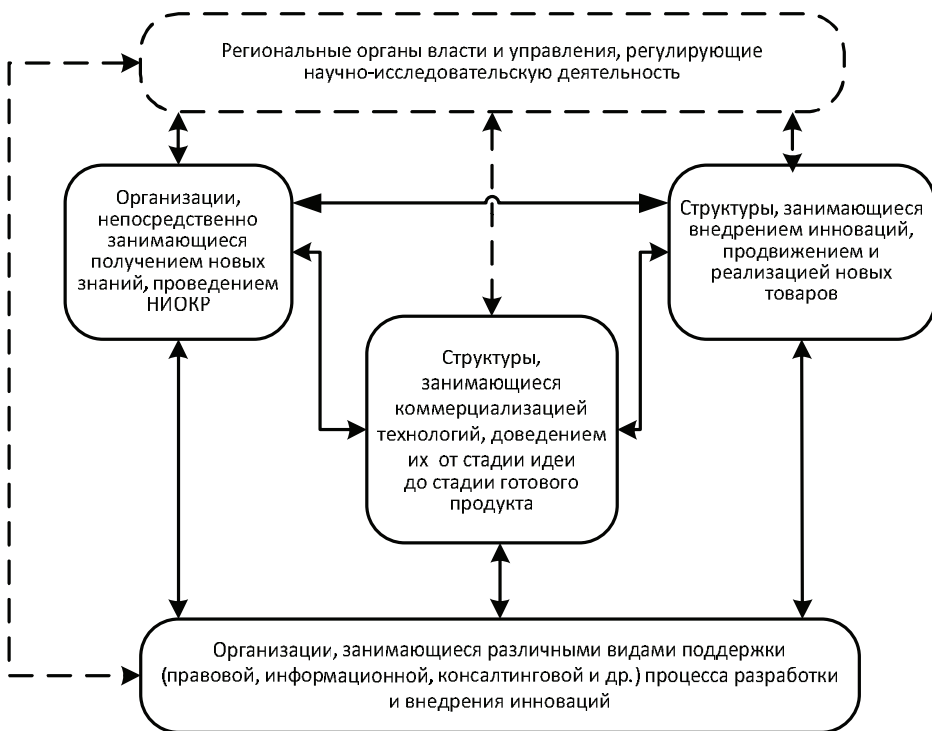 Региональные органы власти и управления, регулирующие
научно-исследовательскую деятельность
Организации,
непосредственно
занимающиеся
получением новых
знаний, проведением
НИОКР
Структуры, занимающиеся
внедрением инноваций,
продвижением и
реализацией новых
товаров
Структуры,
занимающиеся
коммерциализацией
технологий, доведением
их от стадии идеи
до стадии готового
продукта
Организации, занимающиеся различными видами поддержки
(правовой, информационной, консалтинговой и др.) процесса разработки
и внедрения инноваций